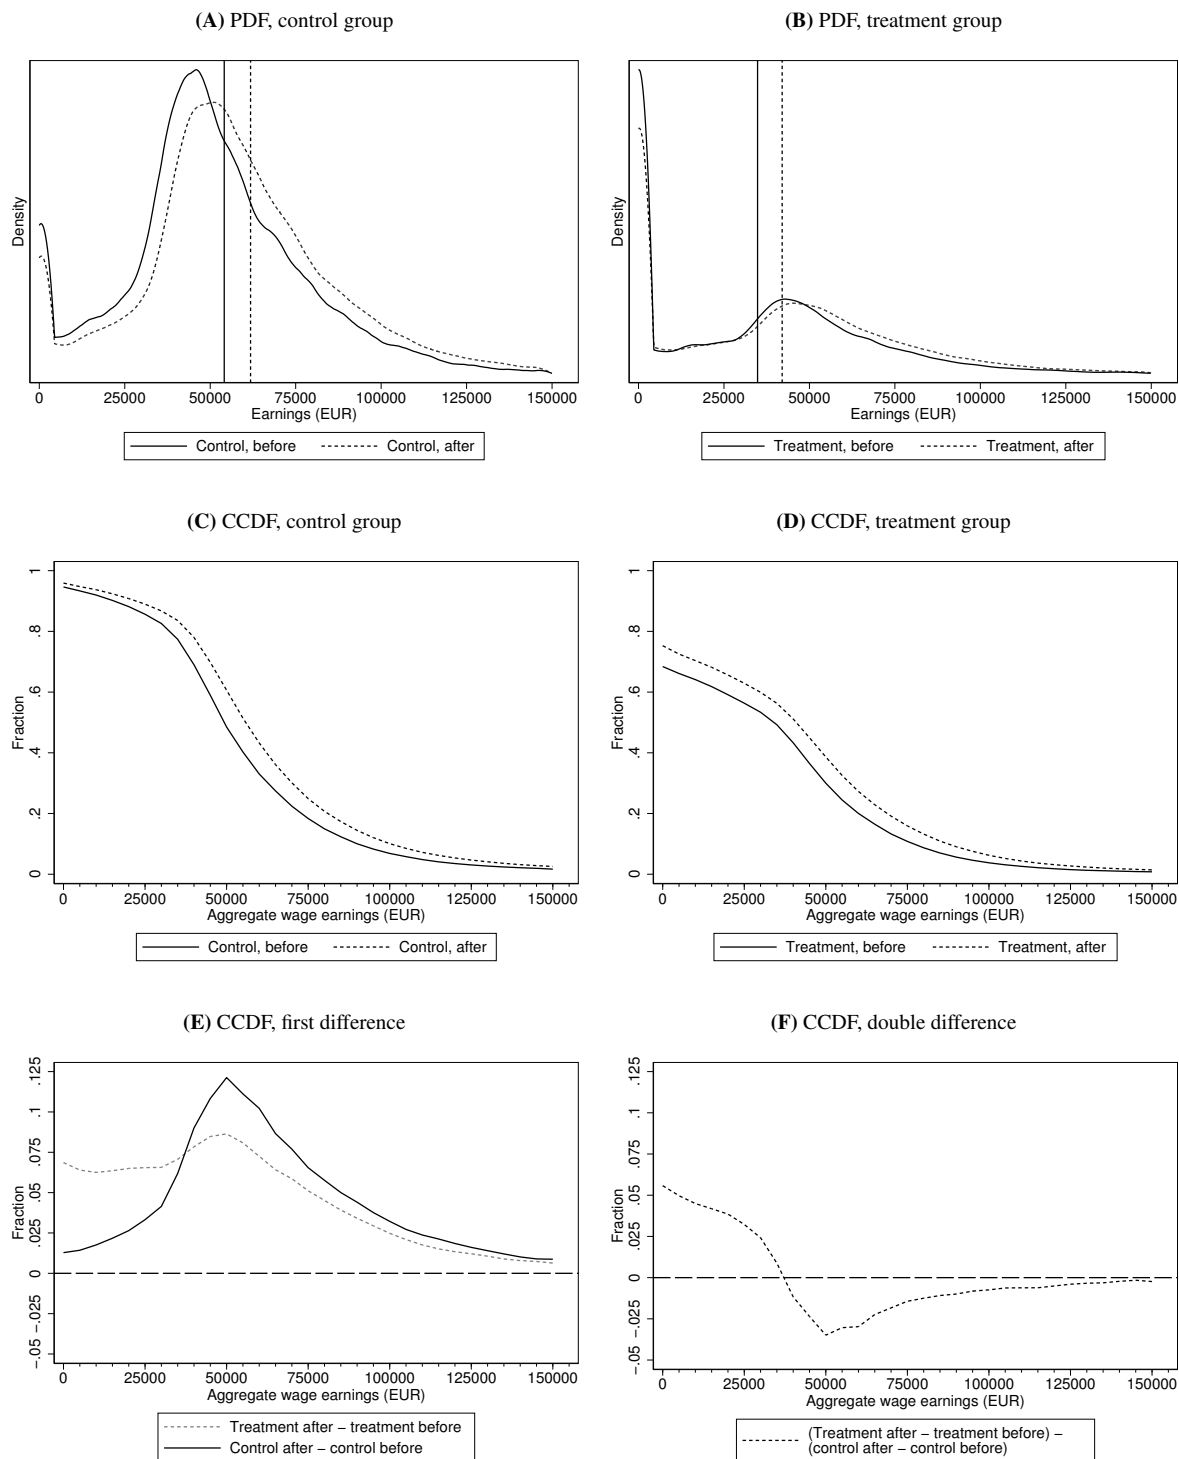 (A) PDF, control group
Density
0 25000 50000 75000 100000 125000 150000
Earnings (EUR)
Control, before Control, after
(B) PDF, treatment group
Density
0 25000 50000 75000 100000 125000 150000
Earnings (EUR)
Treatment, before Treatment, after
(C) CCDF, control group
Fraction
0 .2 .4 .6 .8 1
0 25000 50000 75000 100000 125000 150000
Aggregate wage earnings (EUR)
Control, before Control, after
(D) CCDF, treatment group
Fraction
0 .2 .4 .6 .8 1
0 25000 50000 75000 100000 125000 150000
Aggregate wage earnings (EUR)
Treatment, before Treatment, after
(E) CCDF, first difference
Fraction
−.05 −.025 0 .025 .05 .075 .1 .125
0 25000 50000 75000 100000 125000 150000
Aggregate wage earnings (EUR)
Treatment after − treatment before
Control after − control before
(F) CCDF, double difference
Fraction
−.05 −.025 0 .025 .05 .075 .1 .125
0 25000 50000 75000 100000 125000 150000
Aggregate wage earnings (EUR)
(Treatment after − treatment before) −
(control after − control before)